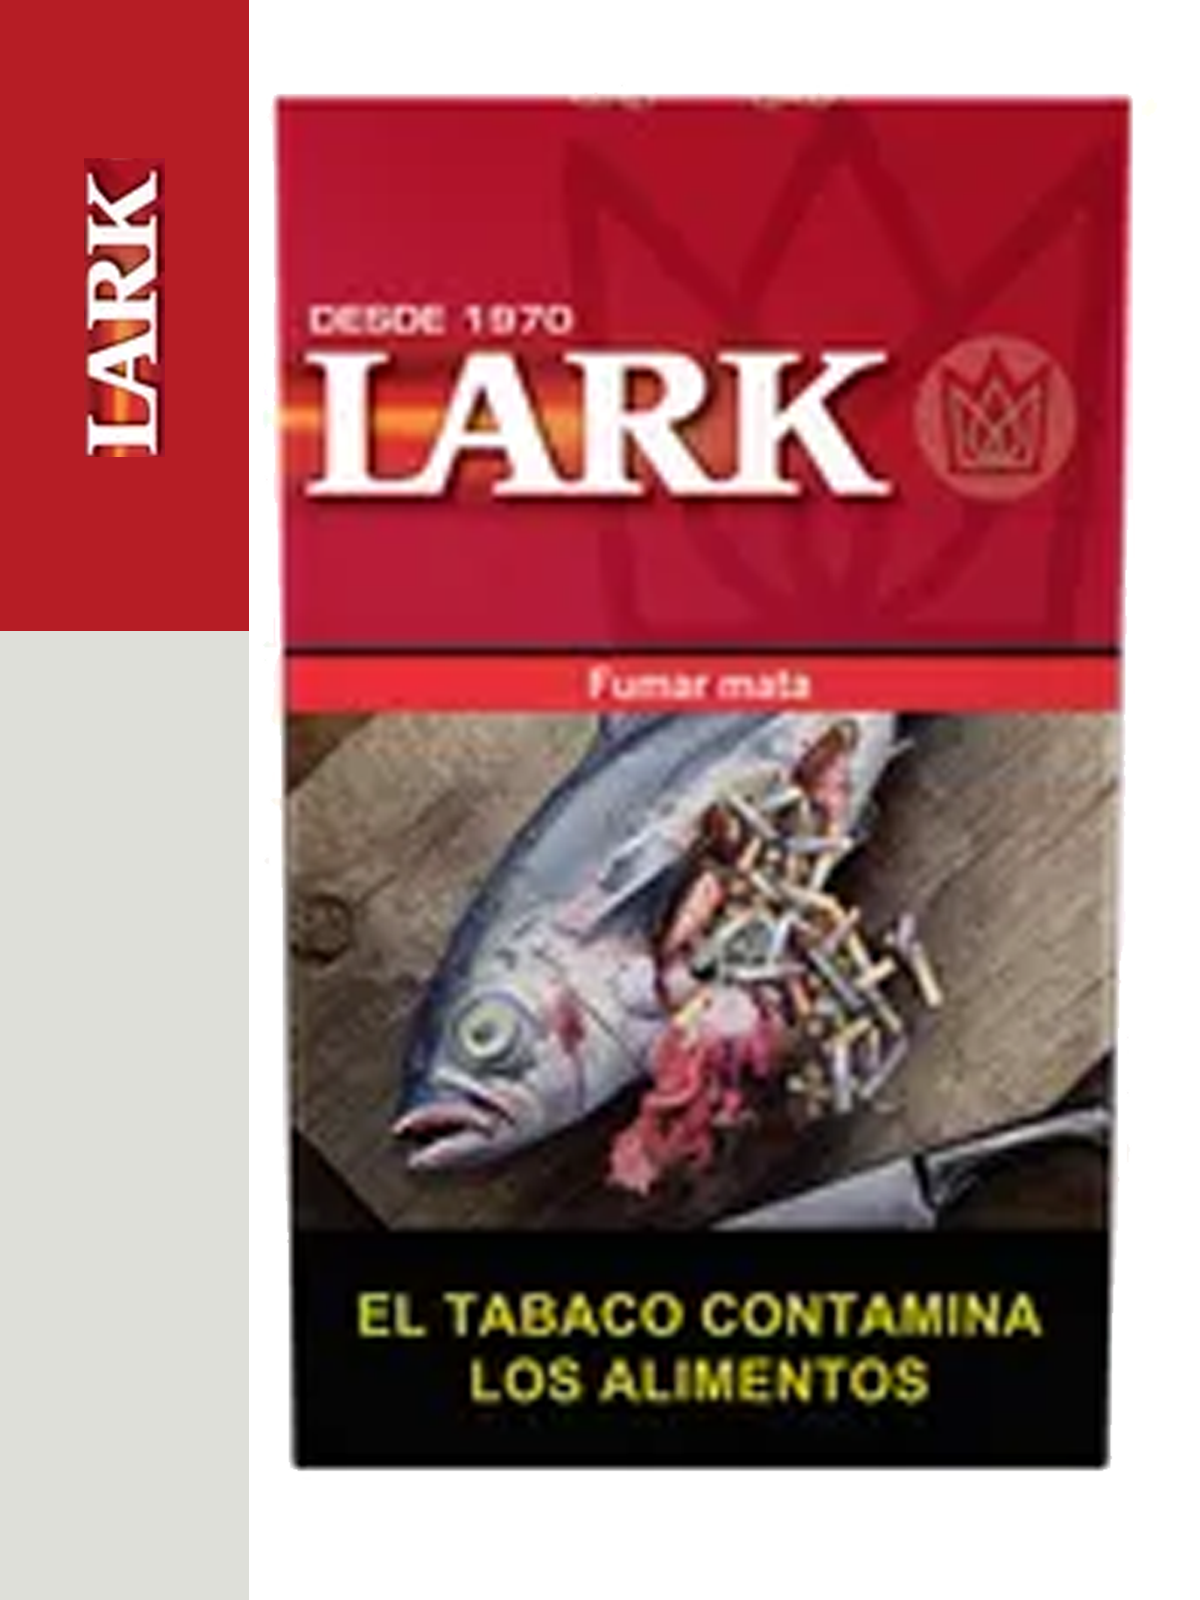 LARK
DESDE 1970
LARK
Fumar mata
EL TABACO CONTAMINA
LOS ALIMENTOS